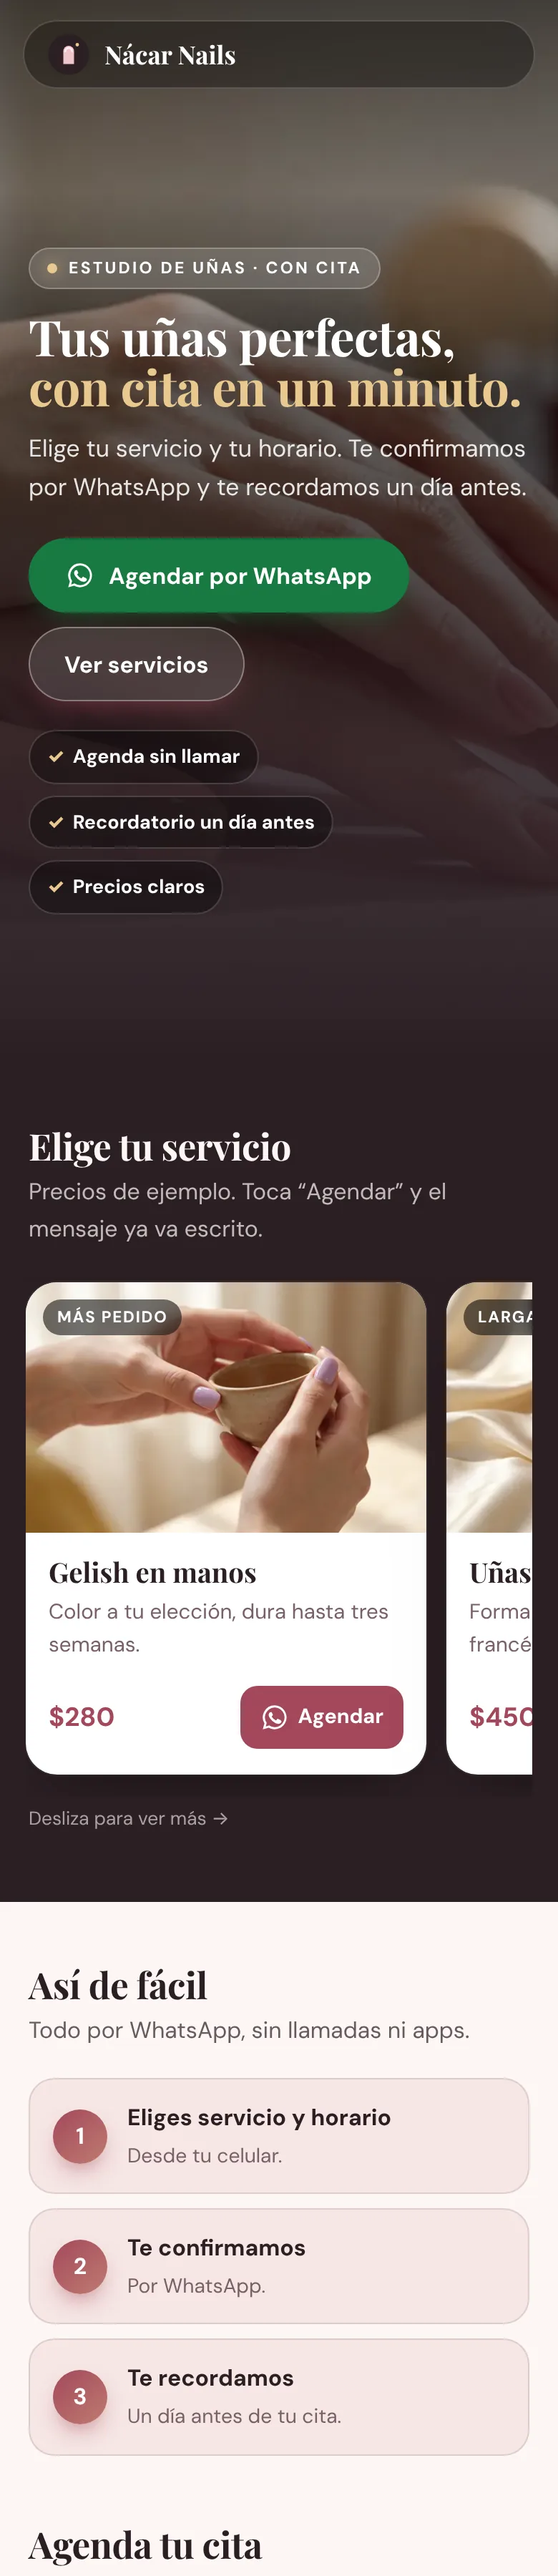 Nácar Nails
ESTUDIO DE UÑAS · CON CITA
Tus uñas perfectas,
con cita en un minuto.
Elige tu servicio y tu horario. Te confirmamos
por WhatsApp y te recordamos un día antes.
Agendar por WhatsApp
Ver servicios
✓ Agenda sin llamar
✓ Recordatorio un día antes
✓ Precios claros
Elige tu servicio
Precios de ejemplo. Toca “Agendar” y el
mensaje ya va escrito.
MÁS PEDIDO
Gelish en manos
Color a tu elección, dura hasta tres
semanas.
$280
Agendar
LARGA
Uñas
Forma
francé
$450
Desliza para ver más →
Así de fácil
Todo por WhatsApp, sin llamadas ni apps.
1
Eliges servicio y horario
Desde tu celular.
2
Te confirmamos
Por WhatsApp.
3
Te recordamos
Un día antes de tu cita.
Agenda tu cita